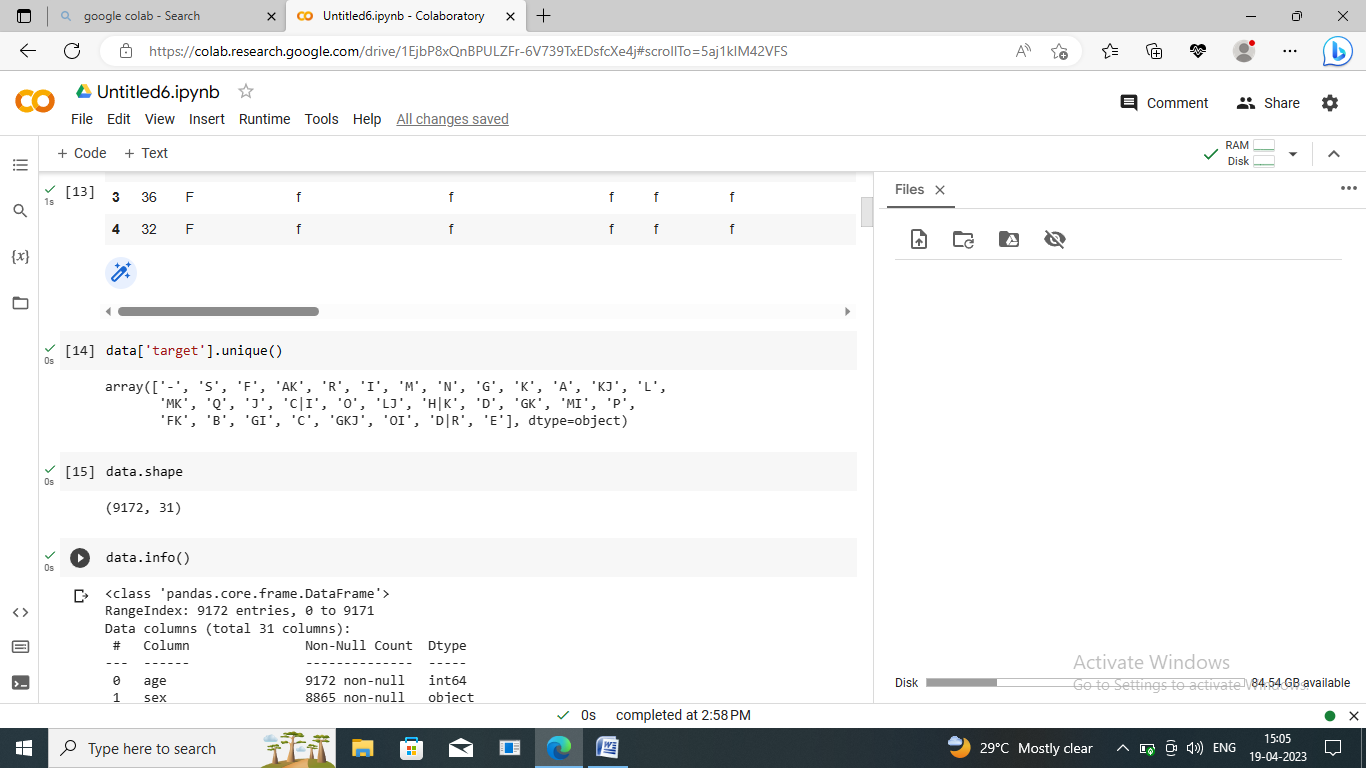 google colab - Search
Untitled6.ipynb - Colaboratory
https://colab.research.google.com/drive/1EjbP8xQnBPULZFr-6V739TxEDsfcXe4j#scrollTo=5aj1kIM42VFS
Untitled6.ipynb
File Edit View Insert Runtime Tools Help All changes saved
Comment Share
+ Code + Text
RAM
Disk
[13] 3 36 F f f f f f
1s
4 32 F f f f f f
Files
{x}
[14] data['target'].unique()
0s
array(['-', 'S', 'F', 'AK', 'R', 'I', 'M', 'N', 'G', 'K', 'A', 'KJ', 'L',
'MK', 'Q', 'J', 'C|I', 'O', 'LJ', 'H|K', 'D', 'GK', 'MI', 'P',
'FK', 'B', 'GI', 'C', 'GKJ', 'OI', 'D|R', 'E'], dtype=object)
[15] data.shape
0s
(9172, 31)
data.info()
0s
<class 'pandas.core.frame.DataFrame'>
RangeIndex: 9172 entries, 0 to 9171
Data columns (total 31 columns):
# Column Non-Null Count Dtype
--- ------ -------------- -----
0 age 9172 non-null int64
1 sex 8865 non-null object
Activate Windows
Go to Settings to activate Windows.
Disk 84.54 GB available
0s completed at 2:58 PM
Type here to search
29°C Mostly clear
ENG
15:05
19-04-2023